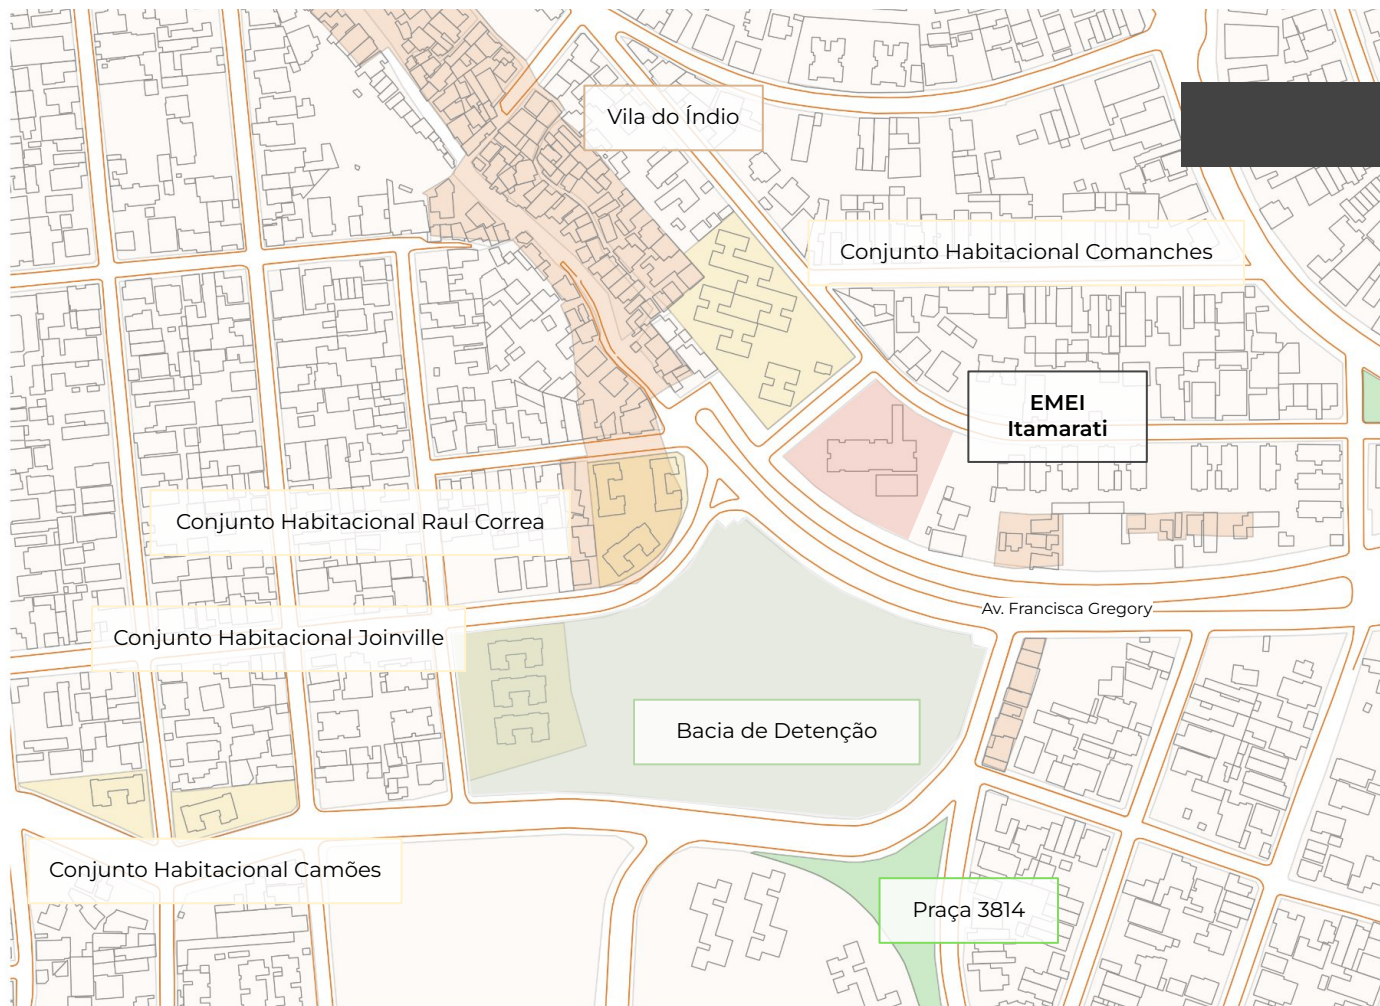 Vila do Índio
Conjunto Habitacional Comanches
EMEI
Itamarati
Conjunto Habitacional Raul Correa
Av. Francisca Gregory
Conjunto Habitacional Joinville
Bacia de Detenção
Conjunto Habitacional Camões
Praça 3814